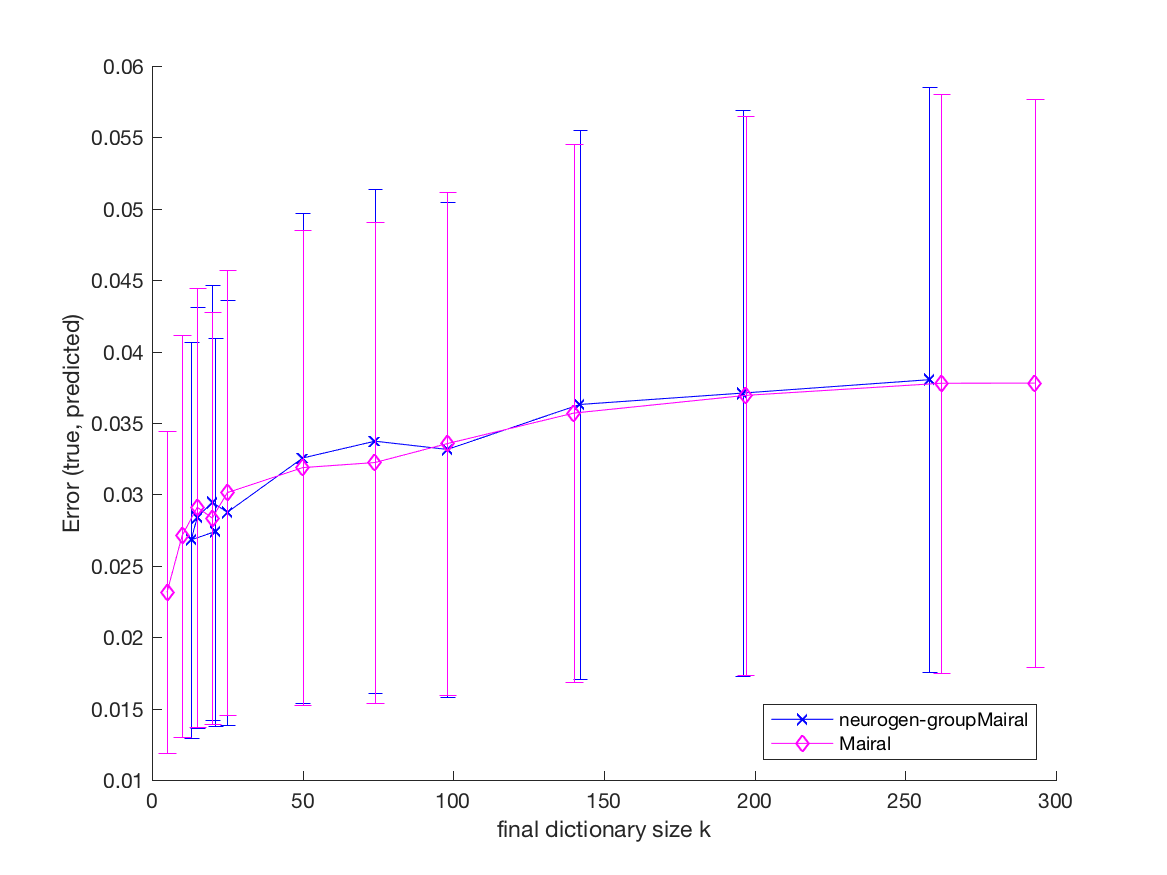 0.06
0.055
0.05
0.045
0.04
0.035
0.03
0.025
0.02
0.015
0.01
Error (true, predicted)
neurogen-groupMairal
Mairal
0 50 100 150 200 250 300
final dictionary size k